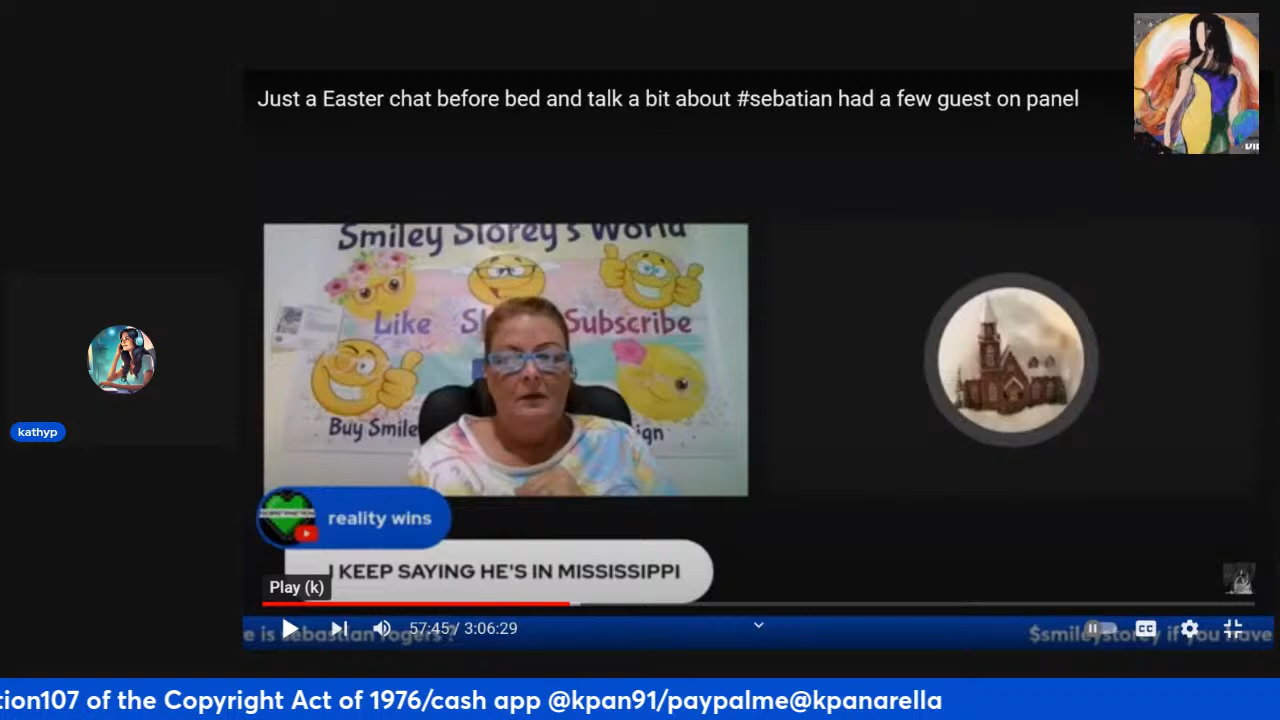 Just a Easter chat before bed and talk a bit about #sebatian had a few guest on panel
Smiley Storey's World
Like
Subscribe
Buy Smile
ign
kathyp
reality wins
I KEEP SAYING HE'S IN MISSISSIPPI
Play (k)
57:45 / 3:06:29
CC
e is sebastian rogers ?
$smileystorey if you have
tion107 of the Copyright Act of 1976/cash app @kpan91/paypalme@kpanarella